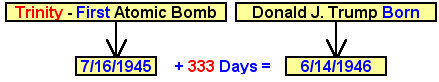 Trinity - First Atomic Bomb
Donald J. Trump Born
7/16/1945 + 333 Days = 6/14/1946